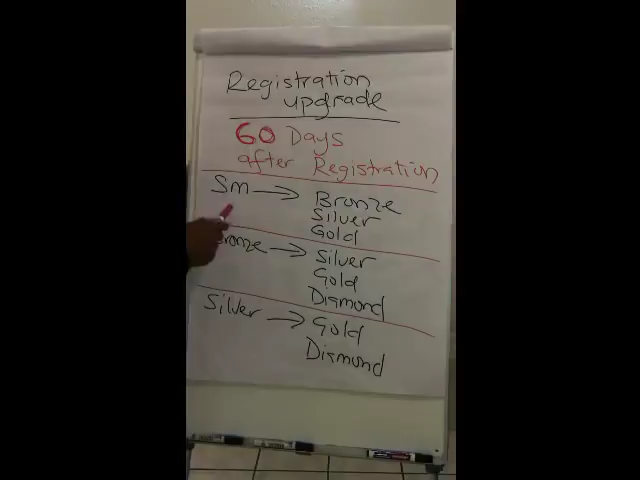 Registration
upgrade
60 Days
after Registration
Sm → Bronze
Silver
Gold
Bronze → Silver
Gold
Diamond
Silver → Gold
Diamond